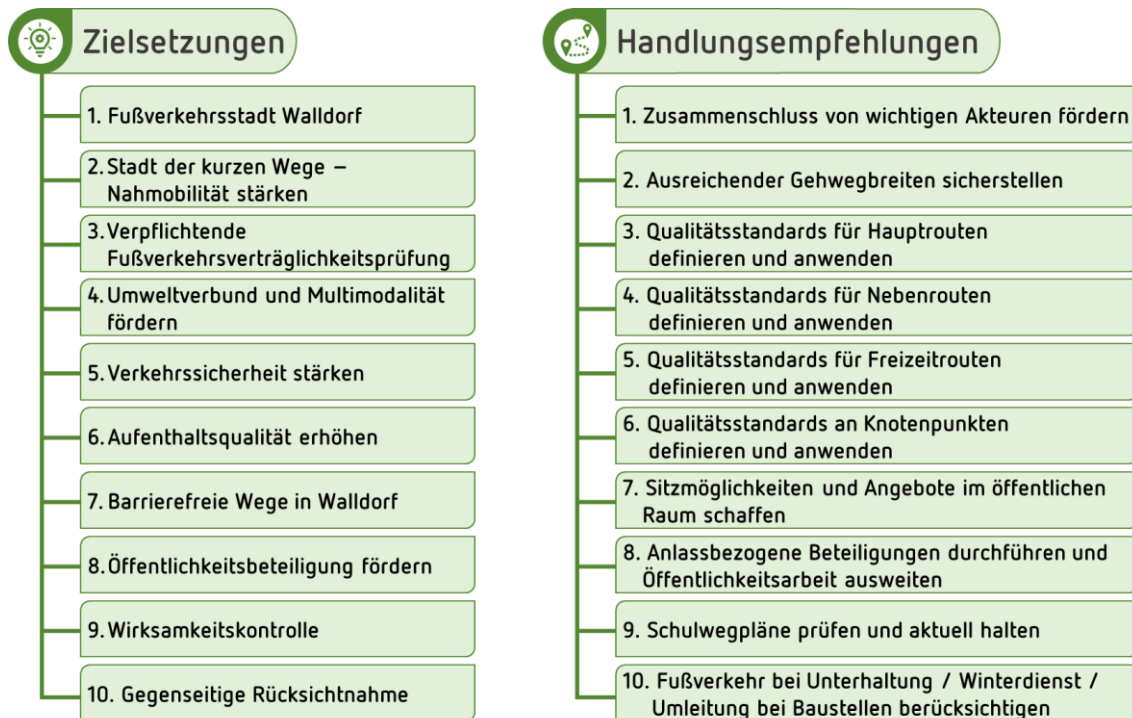 Zielsetzungen
1. Fußverkehrsstadt Walldorf
2. Stadt der kurzen Wege –
Nahmobilität stärken
3. Verpflichtende
Fußverkehrsverträglichkeitsprüfung
4. Umweltverbund und Multimodalität
fördern
5. Verkehrssicherheit stärken
6. Aufenthaltsqualität erhöhen
7. Barrierefreie Wege in Walldorf
8. Öffentlichkeitsbeteiligung fördern
9. Wirksamkeitskontrolle
10. Gegenseitige Rücksichtnahme
Handlungsempfehlungen
1. Zusammenschluss von wichtigen Akteuren fördern
2. Ausreichender Gehwegbreiten sicherstellen
3. Qualitätsstandards für Hauptrouten
definieren und anwenden
4. Qualitätsstandards für Nebenrouten
definieren und anwenden
5. Qualitätsstandards für Freizeitrouten
definieren und anwenden
6. Qualitätsstandards an Knotenpunkten
definieren und anwenden
7. Sitzmöglichkeiten und Angebote im öffentlichen
Raum schaffen
8. Anlassbezogene Beteiligungen durchführen und
Öffentlichkeitsarbeit ausweiten
9. Schulwegpläne prüfen und aktuell halten
10. Fußverkehr bei Unterhaltung / Winterdienst /
Umleitung bei Baustellen berücksichtigen